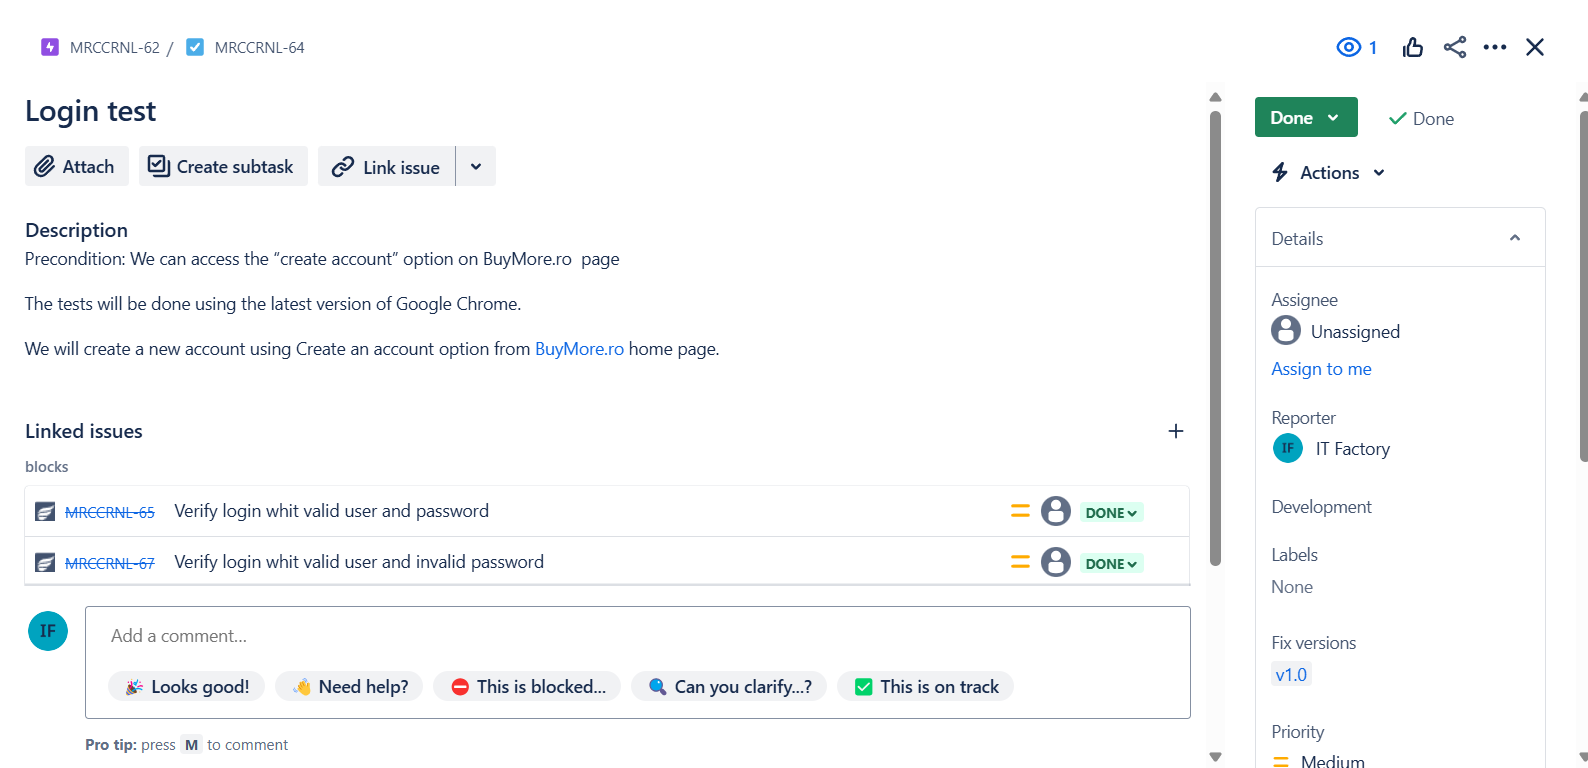 MRCCRNL-62 / MRCCRNL-64
1
Login test
Attach
Create subtask
Link issue
Description
Precondition: We can access the “create account” option on BuyMore.ro  page
The tests will be done using the latest version of Google Chrome.
We will create a new account using Create an account option from BuyMore.ro home page.
Linked issues
blocks
MRCCRNL-65 Verify login whit valid user and password DONE
MRCCRNL-67 Verify login whit valid user and invalid password DONE
IF
Add a comment...
🎉 Looks good!
👋 Need help?
⛔ This is blocked...
🔍 Can you clarify...?
✅ This is on track
Pro tip: press M to comment
Done
Done
Actions
Details
Assignee
Unassigned
Assign to me
Reporter
IF IT Factory
Development
Labels
None
Fix versions
v1.0
Priority
Medium